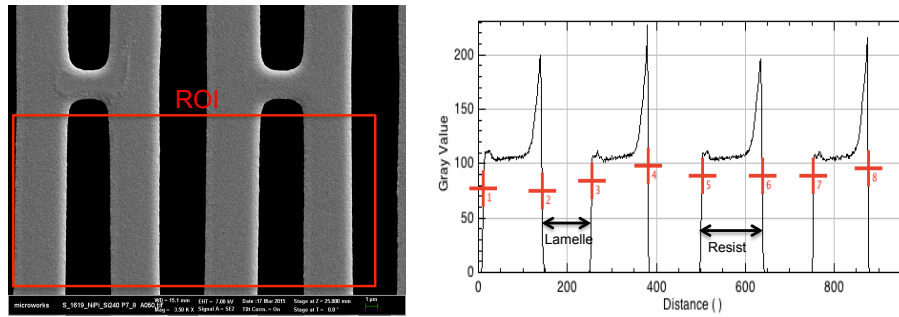 ROI
microworks
S_1619_NiPi_Si240 P7_8 A050.tif
WD = 15.1 mm
Mag = 3.50 K X
EHT = 7.00 kV
Signal A = SE2
Date :17 Mar 2015
Tilt Corrn. = On
Stage at Z = 25.000 mm
Stage at T = 0.0°
1 µm
Gray Value
200
150
100
50
0
1
2
3
4
5
6
7
8
Lamelle
Resist
0
200
400
600
800
Distance ( )